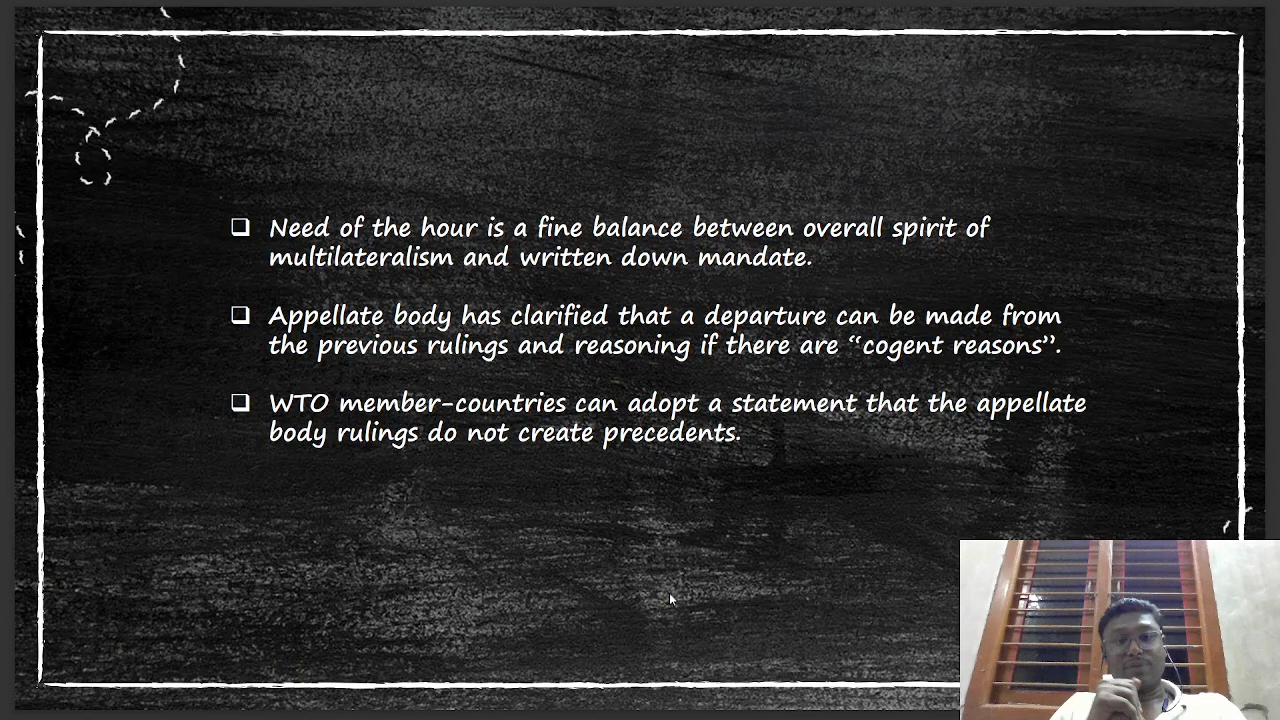 Need of the hour is a fine balance between overall spirit of
multilateralism and written down mandate.
Appellate body has clarified that a departure can be made from
the previous rulings and reasoning if there are “cogent reasons”.
WTO member-countries can adopt a statement that the appellate
body rulings do not create precedents.